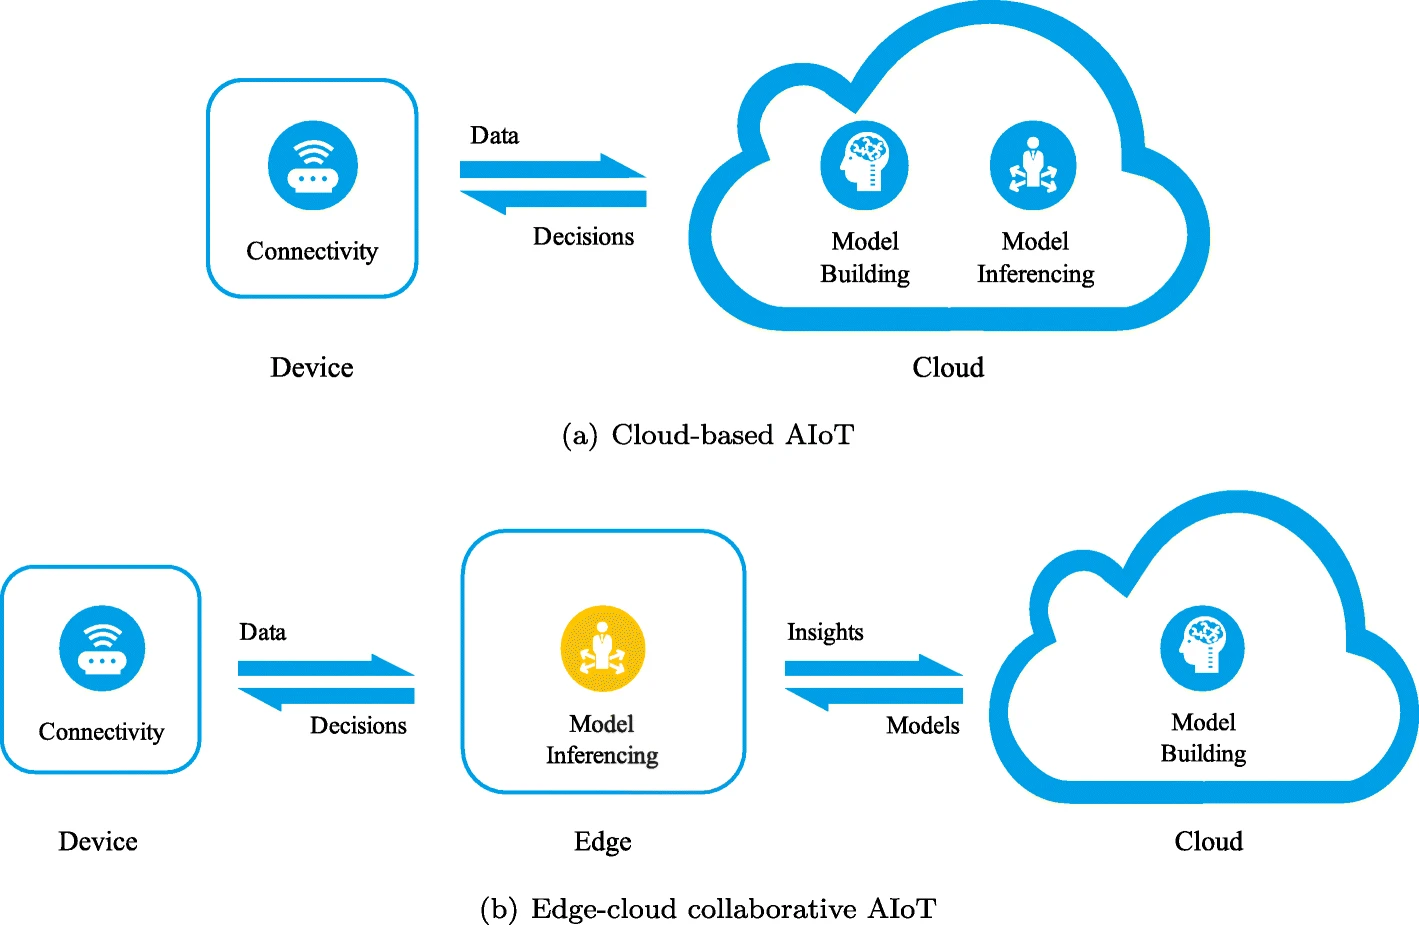 Data
Connectivity
Decisions
Model
Building
Model
Inferencing
Device
Cloud
(a) Cloud-based AIoT
Data
Connectivity
Decisions
Model
Inferencing
Insights
Models
Model
Building
Device
Edge
Cloud
(b) Edge-cloud collaborative AIoT